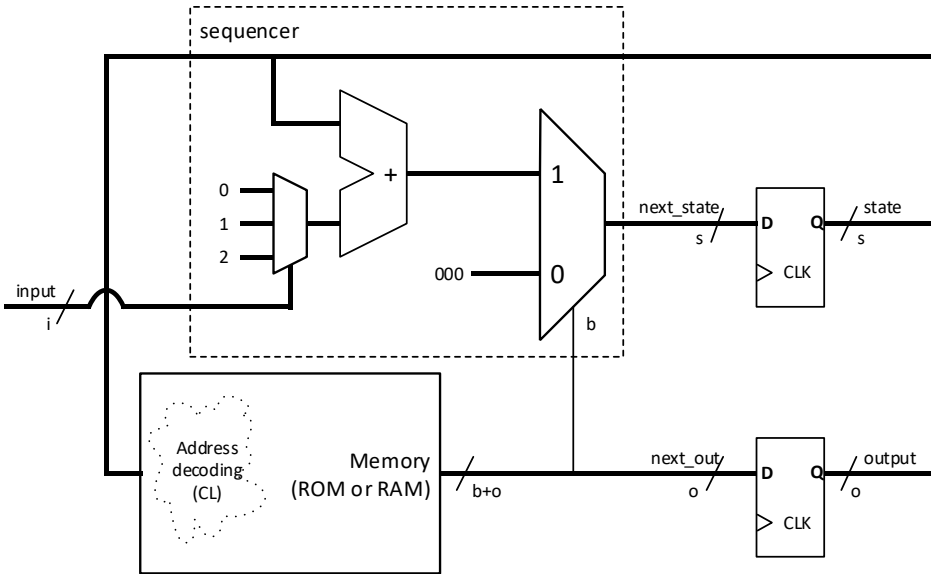 sequencer
+
0
1
2
1
0
000
b
input
i
next_state
s
D
Q
CLK
state
s
Address
decoding
(CL)
Memory
(ROM or RAM)
b+o
next_out
o
D
Q
CLK
output
o